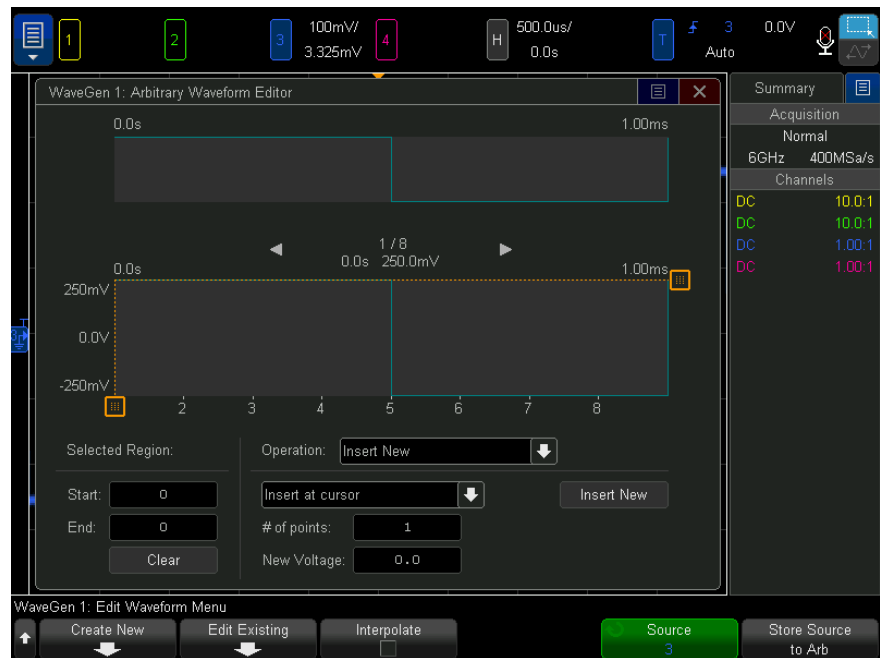 1 2 3 100mV/ 4 H 500.0us/ T 3 0.0V
3.325mV 0.0s Auto
WaveGen 1: Arbitrary Waveform Editor
Summary
Acquisition
Normal
6GHz 400MSa/s
Channels
DC 10.0:1
DC 10.0:1
DC 1.00:1
DC 1.00:1
0.0s 1.00ms
1 / 8
0.0s 250.0mV
0.0s 1.00ms
250mV
0.0V
-250mV
2 3 4 5 6 7 8
T
3
Selected Region:
Operation: Insert New
Start: 0
Insert at cursor
Insert New
End: 0
# of points: 1
Clear
New Voltage: 0.0
WaveGen 1: Edit Waveform Menu
Create New
Edit Existing
Interpolate
Source
3
Store Source
to Arb